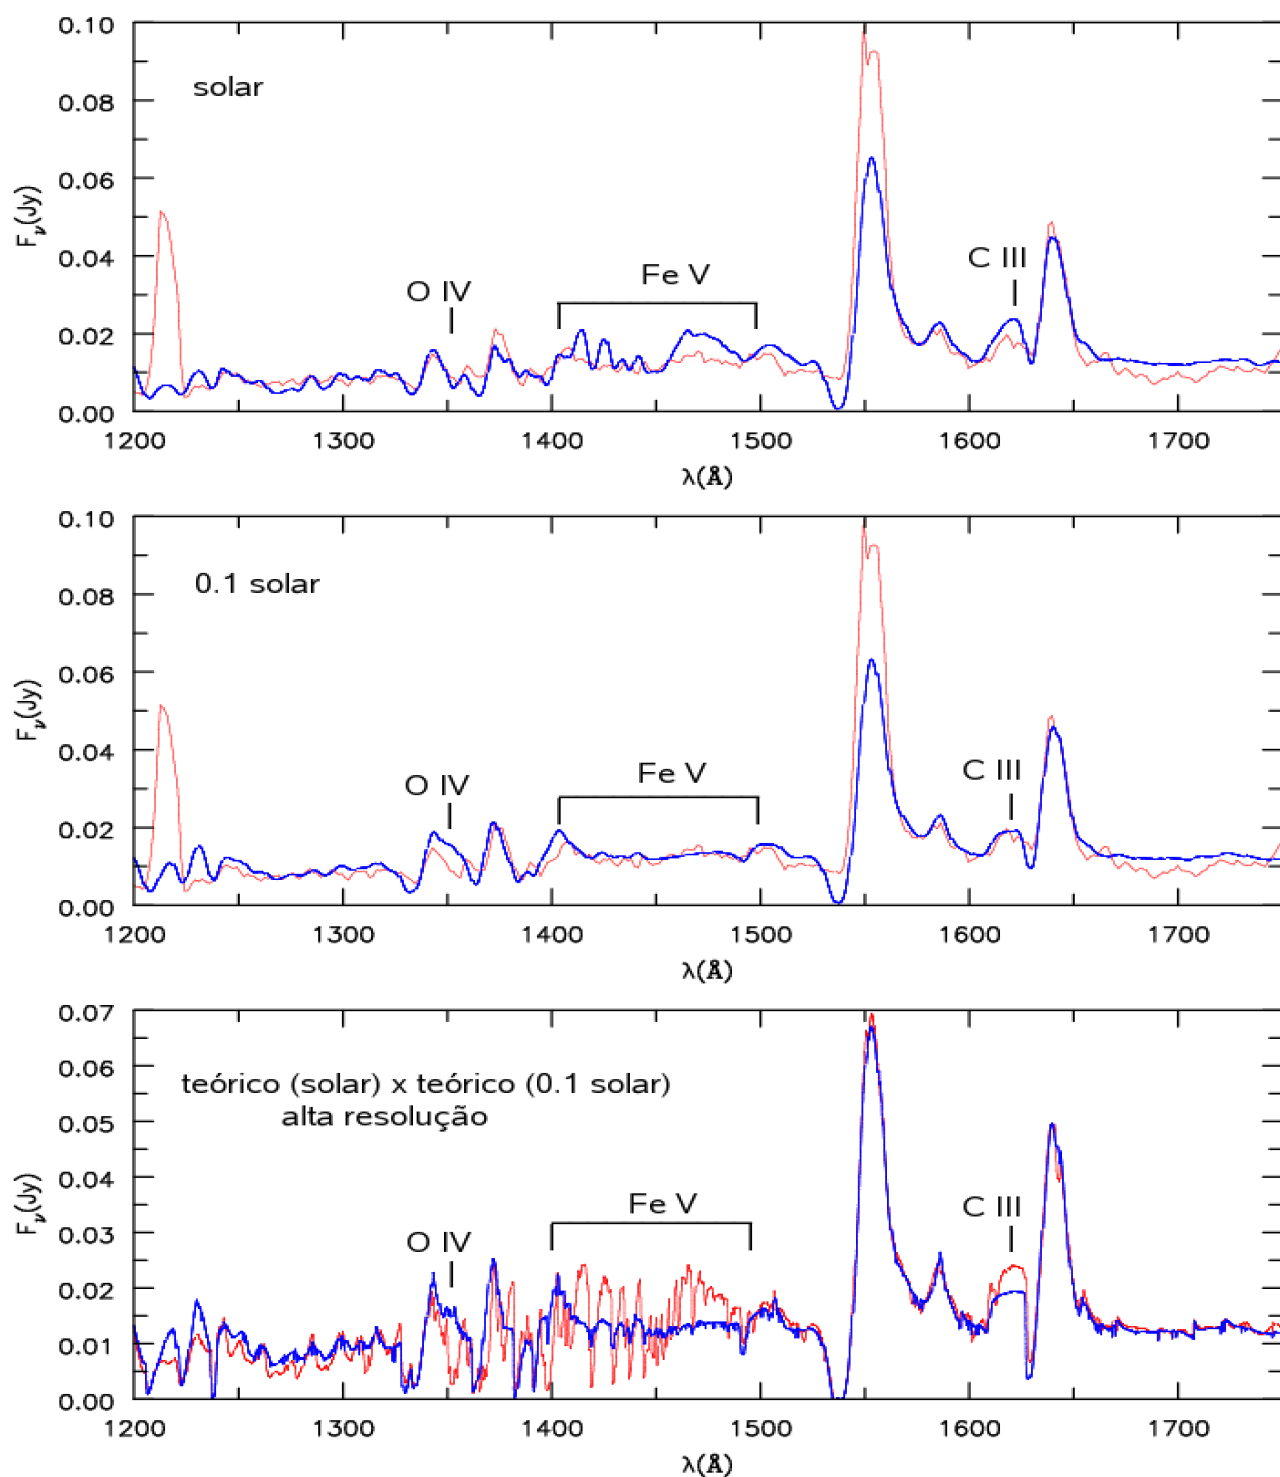 0.10
solar
0.08
0.06
F𝜈(Jy)
0.04
C III
Fe V
O IV
0.02
0.00
1200 1300 1400 1500 1600 1700
λ(Å)
0.10
0.1 solar
0.08
0.06
F𝜈(Jy)
0.04
C III
Fe V
O IV
0.02
0.00
1200 1300 1400 1500 1600 1700
λ(Å)
0.07
0.06
teórico (solar) x teórico (0.1 solar)
alta resolução
0.05
0.04
F𝜈(Jy)
Fe V
C III
0.03
O IV
0.02
0.01
0.00
1200 1300 1400 1500 1600 1700
λ(Å)